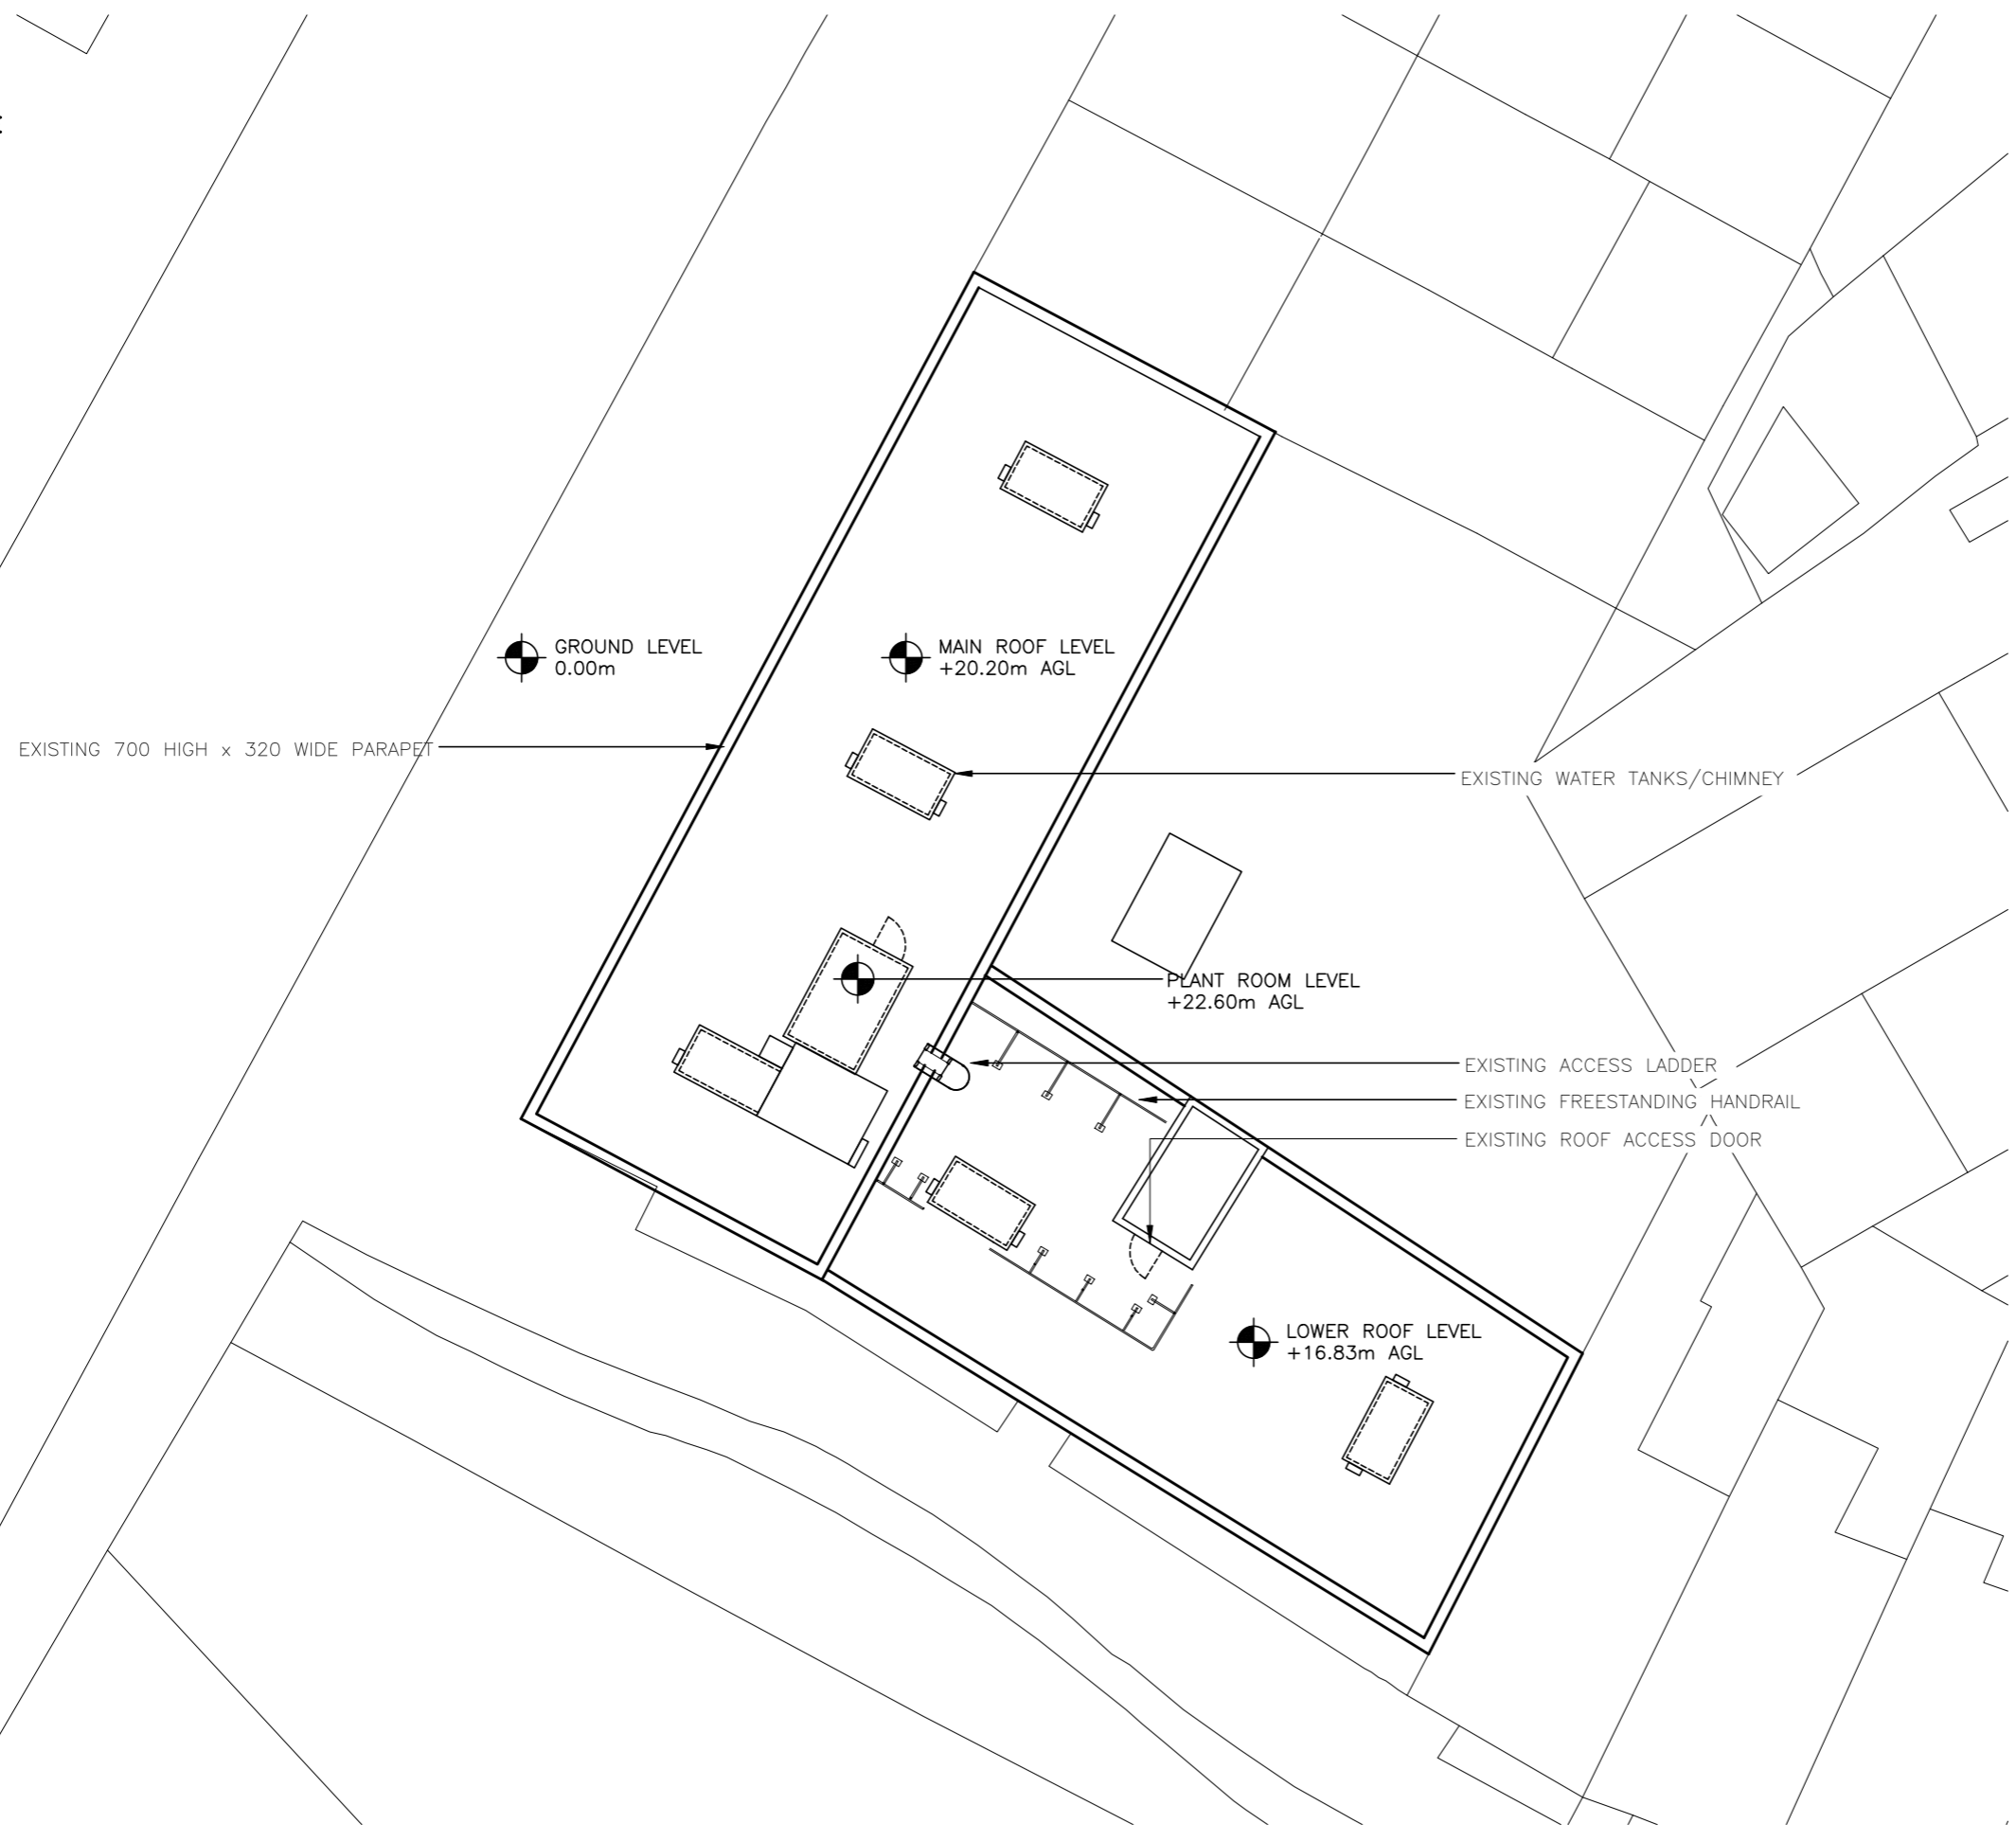 GROUND LEVEL
0.00m
MAIN ROOF LEVEL
+20.20m AGL
EXISTING 700 HIGH x 320 WIDE PARAPET
EXISTING WATER TANKS/CHIMNEY
PLANT ROOM LEVEL
+22.60m AGL
EXISTING ACCESS LADDER
EXISTING FREESTANDING HANDRAIL
EXISTING ROOF ACCESS DOOR
LOWER ROOF LEVEL
+16.83m AGL